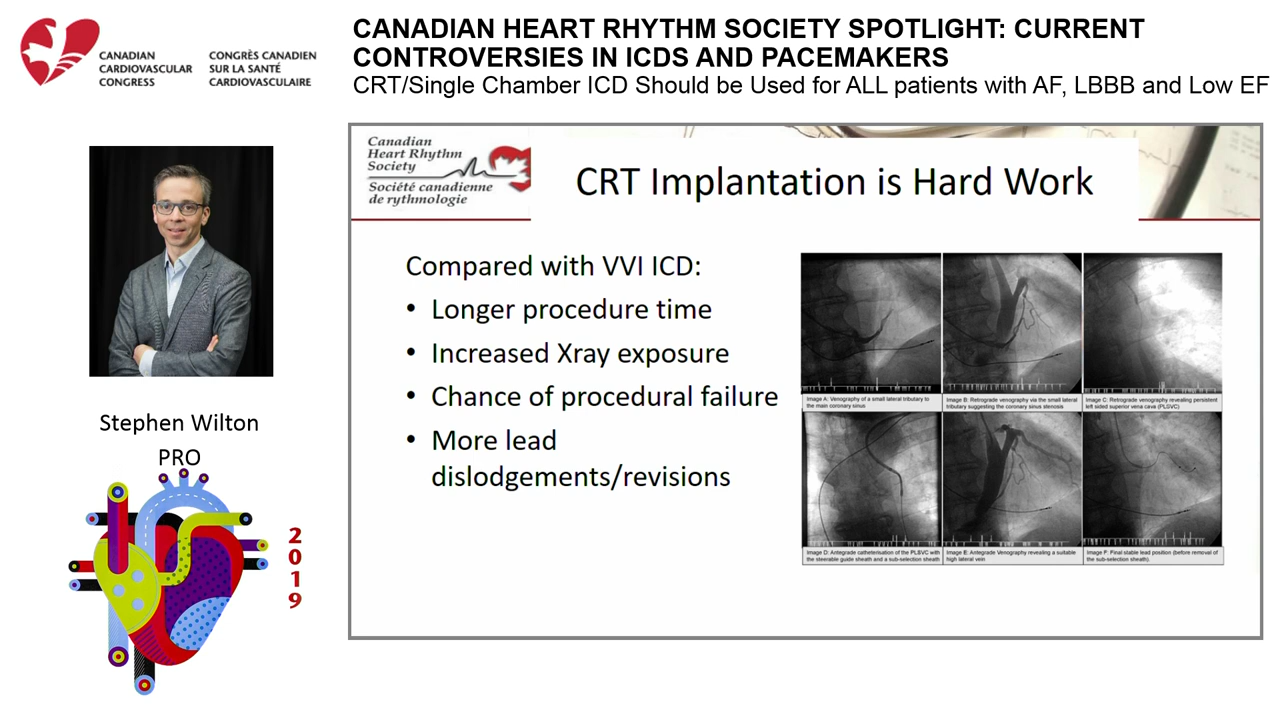 CANADIAN
CARDIOVASCULAR
CONGRESS
CONGRÈS CANADIEN
SUR LA SANTÉ
CARDIOVASCULAIRE
CANADIAN HEART RHYTHM SOCIETY SPOTLIGHT: CURRENT
CONTROVERSIES IN ICDS AND PACEMAKERS
CRT/Single Chamber ICD Should be Used for ALL patients with AF, LBBB and Low EF
Stephen Wilton
PRO
2019
Canadian
Heart Rhythm
Society
Société canadienne
de rythmologie
CRT Implantation is Hard Work
Compared with VVI ICD:
• Longer procedure time
• Increased Xray exposure
• Chance of procedural failure
• More lead
dislodgements/revisions
Image A: Venography of a small lateral tributary to
the main coronary sinus
Image B: Retrograde venography via the small lateral
tributary suggesting the coronary sinus stenosis
Image C: Retrograde venography revealing persistent
left sided superior vena cava (PLSVC)
Image D: Antegrade catheterisation of the PLSVC with
the steerable guide sheath and a sub-selection sheath
Image E: Antegrade Venography revealing a suitable
high lateral vein
Image F: Final stable lead position (before removal of
the sub-selection sheath).